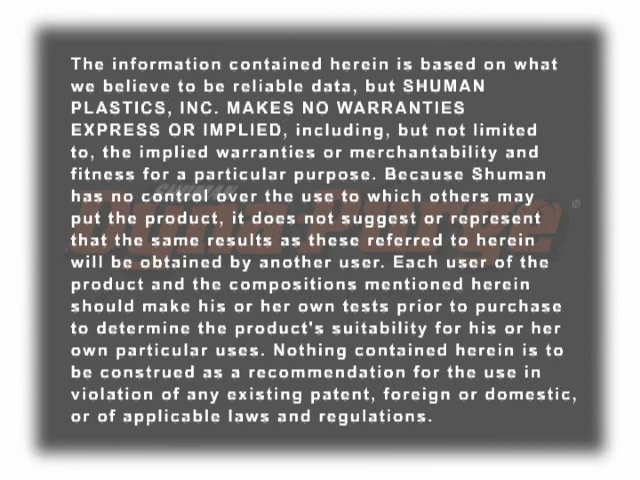 The information contained herein is based on what
we believe to be reliable data, but SHUMAN
PLASTICS, INC. MAKES NO WARRANTIES
EXPRESS OR IMPLIED, including, but not limited
to, the implied warranties or merchantability and
fitness for a particular purpose. Because Shuman
SHUMAN
has no control over the use to which others may
put the product, it does not suggest or represent
Dyna-Purge®
that the same results as these referred to herein
will be obtained by another user. Each user of the
product and the compositions mentioned herein
should make his or her own tests prior to purchase
to determine the product's suitability for his or her
own particular uses. Nothing contained herein is to
be construed as a recommendation for the use in
violation of any existing patent, foreign or domestic,
or of applicable laws and regulations.